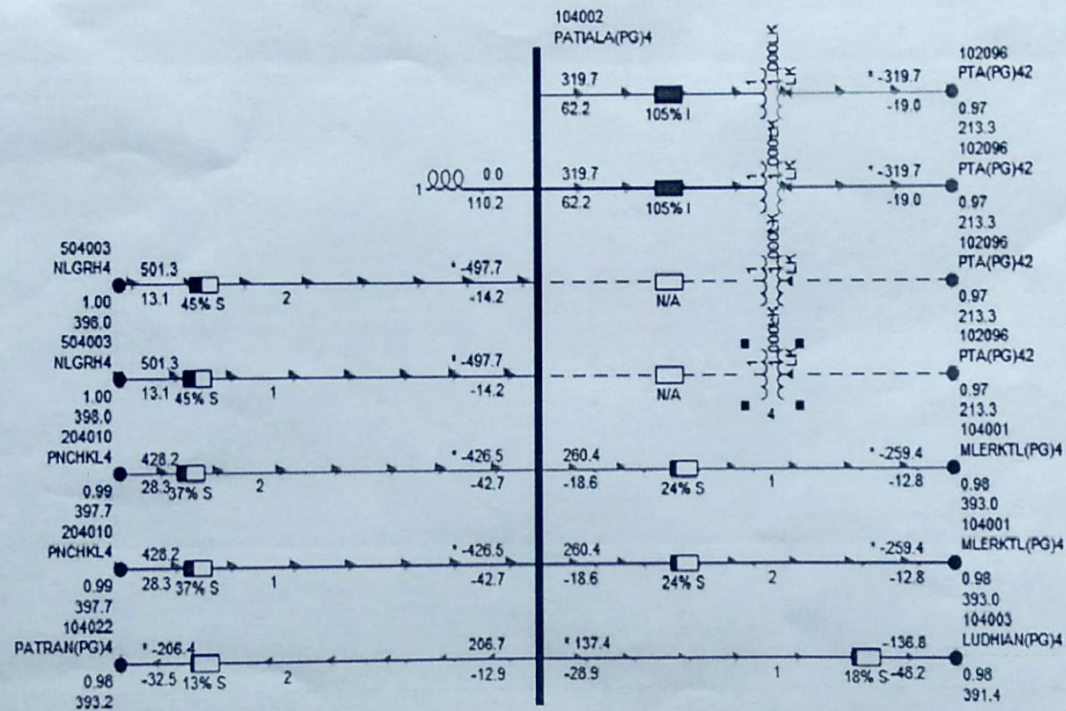 104002
PATIALA(PG)4
319.7
62.2
105% I
1
1.000LK
LK
* -319.7
-19.0
102096
PTA(PG)42
0.97
213.3
1
0.0
110.2
319.7
62.2
105% I
1
1.000LK
LK
* -319.7
-19.0
102096
PTA(PG)42
0.97
213.3
504003
NLGRH4
1.00
398.0
501.3
13.1
45% S
2
* -497.7
-14.2
N/A
1
1.000LK
LK
102096
PTA(PG)42
0.97
213.3
504003
NLGRH4
1.00
398.0
501.3
13.1
45% S
1
* -497.7
-14.2
N/A
1
1.000LK
LK
4
102096
PTA(PG)42
0.97
213.3
204010
PNCHKL4
0.99
397.7
428.2
28.3
37% S
2
* -426.5
-42.7
260.4
-18.6
24% S
1
* -259.4
-12.8
104001
MLERKTL(PG)4
0.98
393.0
204010
PNCHKL4
0.99
397.7
428.2
28.3
37% S
1
* -426.5
-42.7
260.4
-18.6
24% S
2
* -259.4
-12.8
104001
MLERKTL(PG)4
0.98
393.0
104022
PATRAN(PG)4
0.98
393.2
* -206.4
-32.5
13% S
2
206.7
-12.9
* 137.4
-28.9
1
18% S
-136.8
-48.2
104003
LUDHIAN(PG)4
0.98
391.4